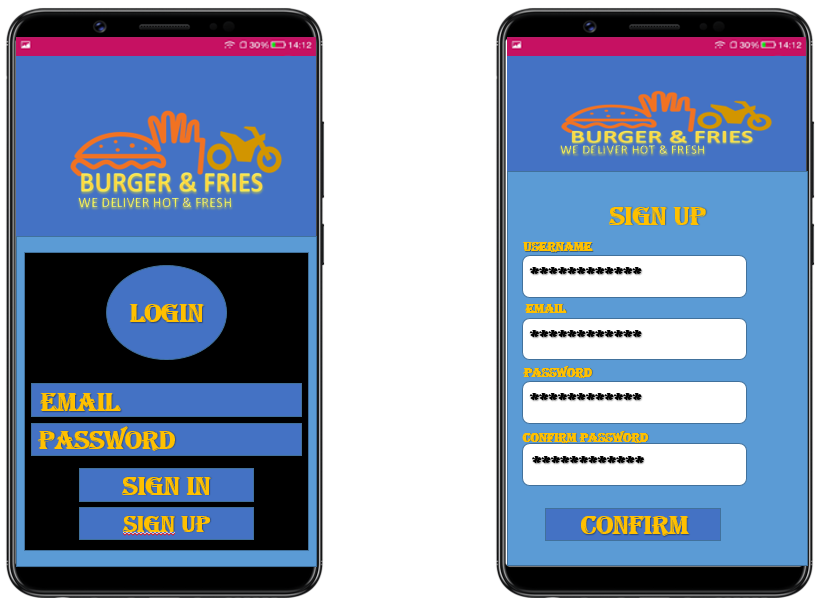 30% 14:12
BURGER & FRIES
WE DELIVER HOT & FRESH
LOGIN
EMAIL
PASSWORD
SIGN IN
SIGN UP
30% 14:12
BURGER & FRIES
WE DELIVER HOT & FRESH
SIGN UP
USERNAME
************
EMAIL
************
PASSWORD
************
CONFIRM PASSWORD
************
CONFIRM